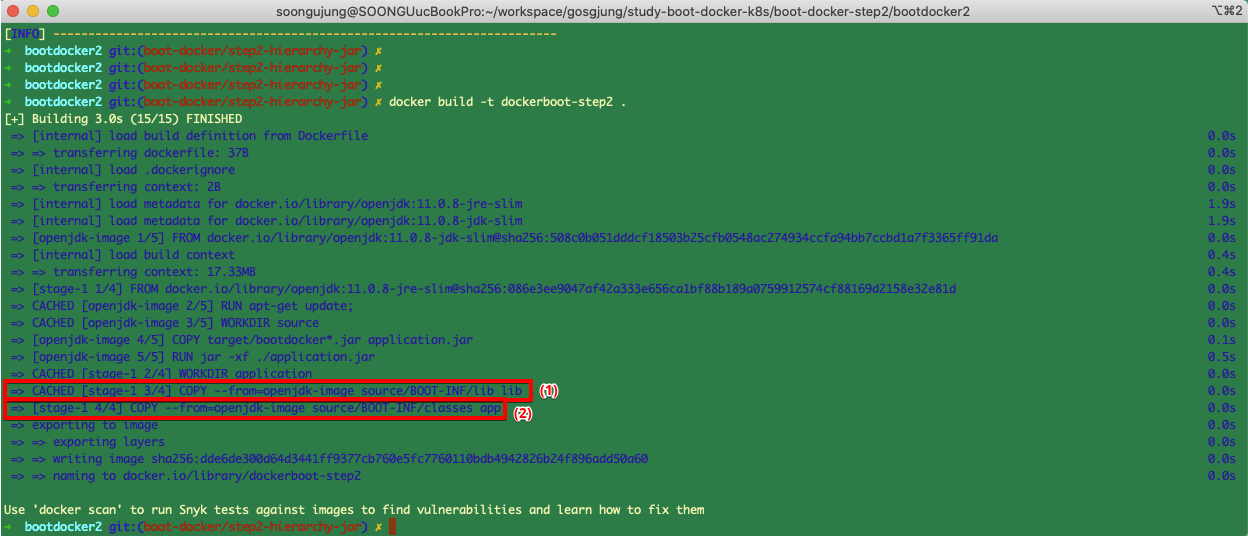 soongujung@SOONGUucBookPro:~/workspace/gosgjung/study-boot-docker-k8s/boot-docker-step2/bootdocker2 ⌥⌘2
[INFO] ------------------------------------------------------------------------
➜ bootdocker2 git:(boot-docker/step2-hierarchy-jar) ✗
➜ bootdocker2 git:(boot-docker/step2-hierarchy-jar) ✗
➜ bootdocker2 git:(boot-docker/step2-hierarchy-jar) ✗
➜ bootdocker2 git:(boot-docker/step2-hierarchy-jar) ✗ docker build -t dockerboot-step2 .
[+] Building 3.0s (15/15) FINISHED
=> [internal] load build definition from Dockerfile 0.0s
=> => transferring dockerfile: 37B 0.0s
=> [internal] load .dockerignore 0.0s
=> => transferring context: 2B 0.0s
=> [internal] load metadata for docker.io/library/openjdk:11.0.8-jre-slim 1.9s
=> [internal] load metadata for docker.io/library/openjdk:11.0.8-jdk-slim 1.9s
=> [openjdk-image 1/5] FROM docker.io/library/openjdk:11.0.8-jdk-slim@sha256:508c0b051dddcf18503b25cfb0548ac274934ccfa94bb7ccbd1a7f3365ff91da 0.0s
=> [internal] load build context 0.4s
=> => transferring context: 17.33MB 0.4s
=> [stage-1 1/4] FROM docker.io/library/openjdk:11.0.8-jre-slim@sha256:086e3ee9047af42a333e656ca1bf88b189a0759912574cf88169d2158e32e81d 0.0s
=> CACHED [openjdk-image 2/5] RUN apt-get update; 0.0s
=> CACHED [openjdk-image 3/5] WORKDIR source 0.0s
=> [openjdk-image 4/5] COPY target/bootdocker*.jar application.jar 0.1s
=> [openjdk-image 5/5] RUN jar -xf ./application.jar 0.5s
=> CACHED [stage-1 2/4] WORKDIR application 0.0s
=> CACHED [stage-1 3/4] COPY --from=openjdk-image source/BOOT-INF/lib lib (1) 0.0s
=> [stage-1 4/4] COPY --from=openjdk-image source/BOOT-INF/classes app (2) 0.0s
=> exporting to image 0.0s
=> => exporting layers 0.0s
=> => writing image sha256:dde6de300d64d3441ff9377cb760e5fc7760110bdb4942826b24f896add50a60 0.0s
=> => naming to docker.io/library/dockerboot-step2 0.0s
Use 'docker scan' to run Snyk tests against images to find vulnerabilities and learn how to fix them
➜ bootdocker2 git:(boot-docker/step2-hierarchy-jar) ✗